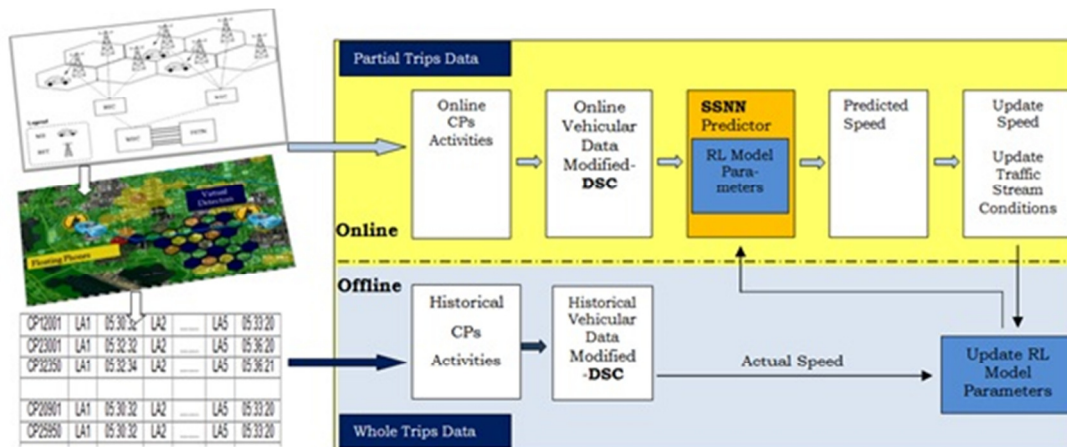 Legend
MSC
Virtual
Detectors
Floating Phones
CP12001 LA1 05:30:32 LA2 ...... LA5 05:33:20
CP23001 LA1 05:32:32 LA2 ...... LA5 05:36:20
CP32350 LA1 05:32:34 LA2 ...... LA5 05:36:21
CP20901 LA1 05:30:32 LA2 ...... LA5 05:33:20
CP25950 LA1 05:30:32 LA2 ...... LA5 05:33:20
Partial Trips Data
Online
CPs
Activities
Online
Vehicular
Data
Modified-
DSC
SSNN
Predictor
RL Model
Para-
meters
Predicted
Speed
Update
Speed
Update
Traffic
Stream
Conditions
Online
Offline
Historical
CPs
Activities
Historical
Vehicular
Data
Modified
-DSC
Actual Speed
Update RL
Model
Parameters
Whole Trips Data